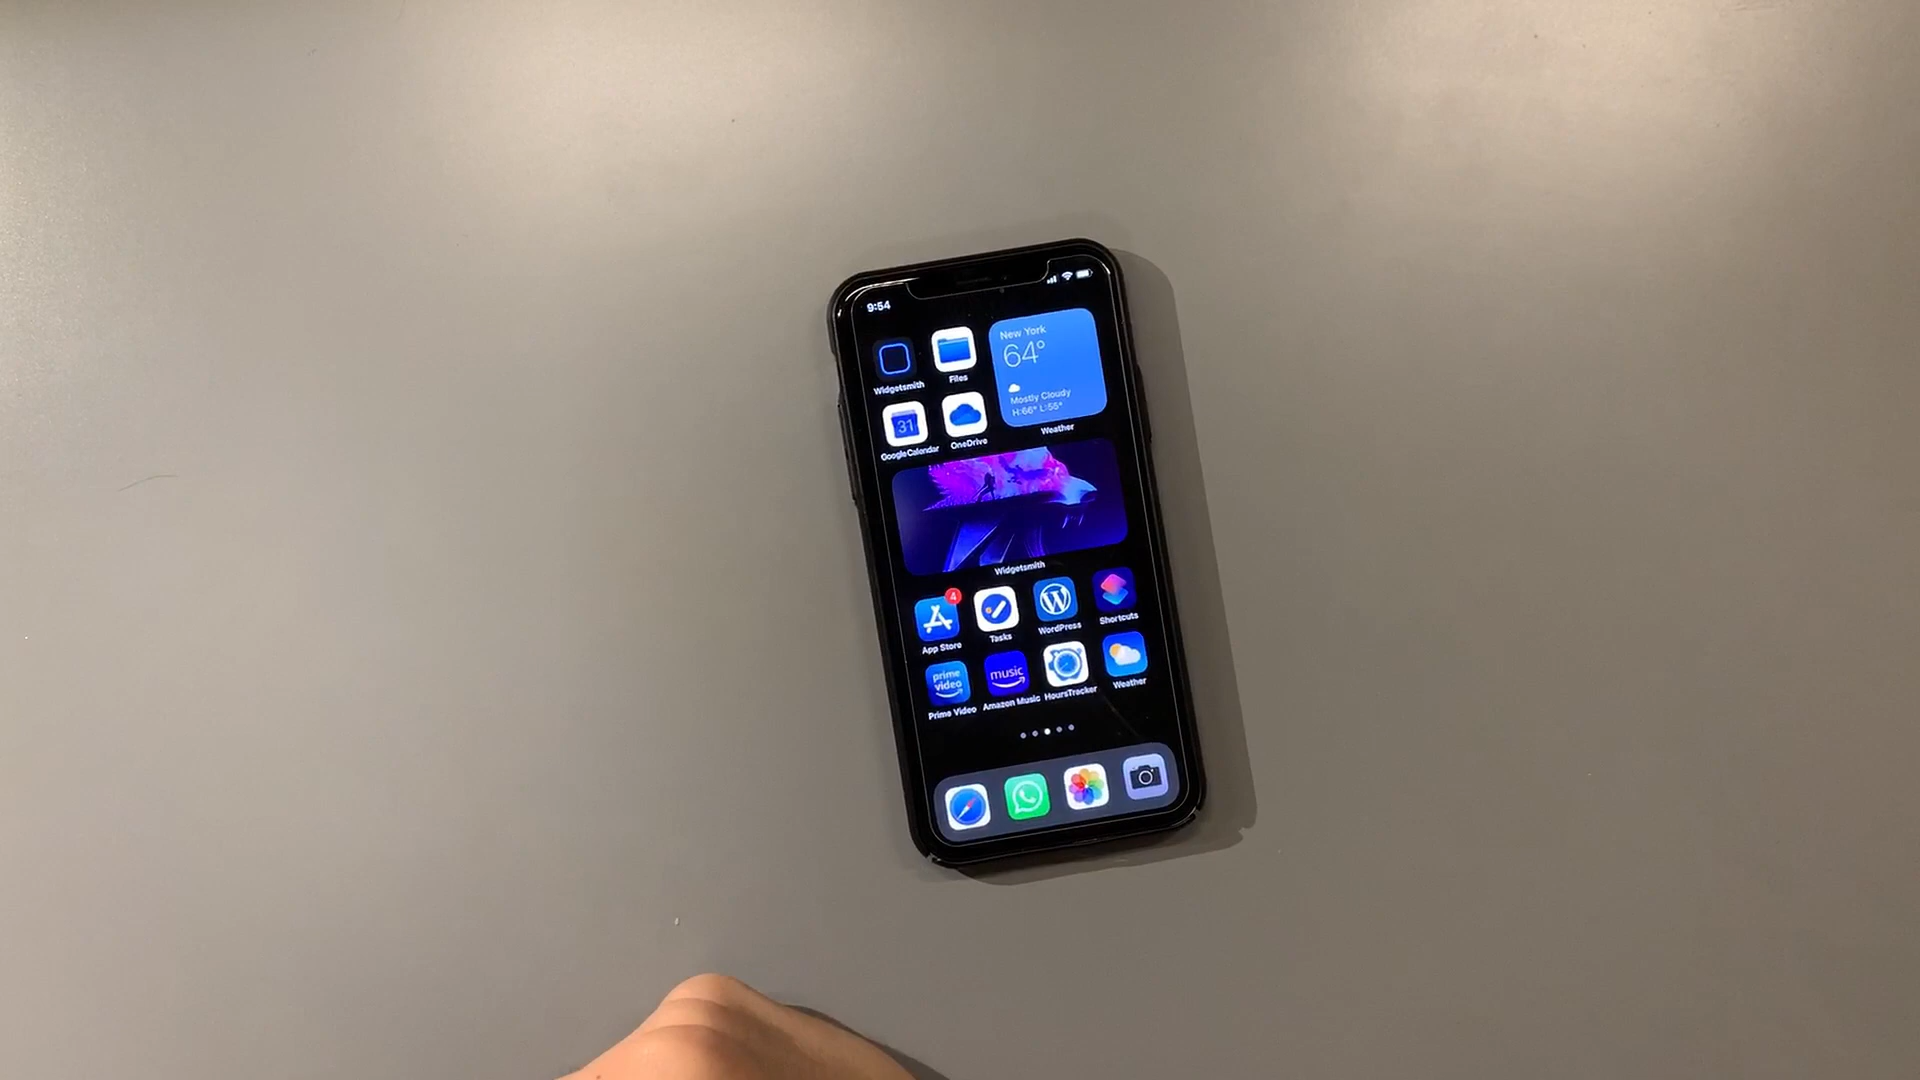 9:54
New York
64°
Mostly Cloudy
H:66° L:55°
Weather
Widgetsmith
Files
31
Google Calendar
OneDrive
Widgetsmith
4
App Store
Tasks
W
WordPress
Shortcuts
prime
video
Prime Video
music
Amazon Music
HoursTracker
Weather